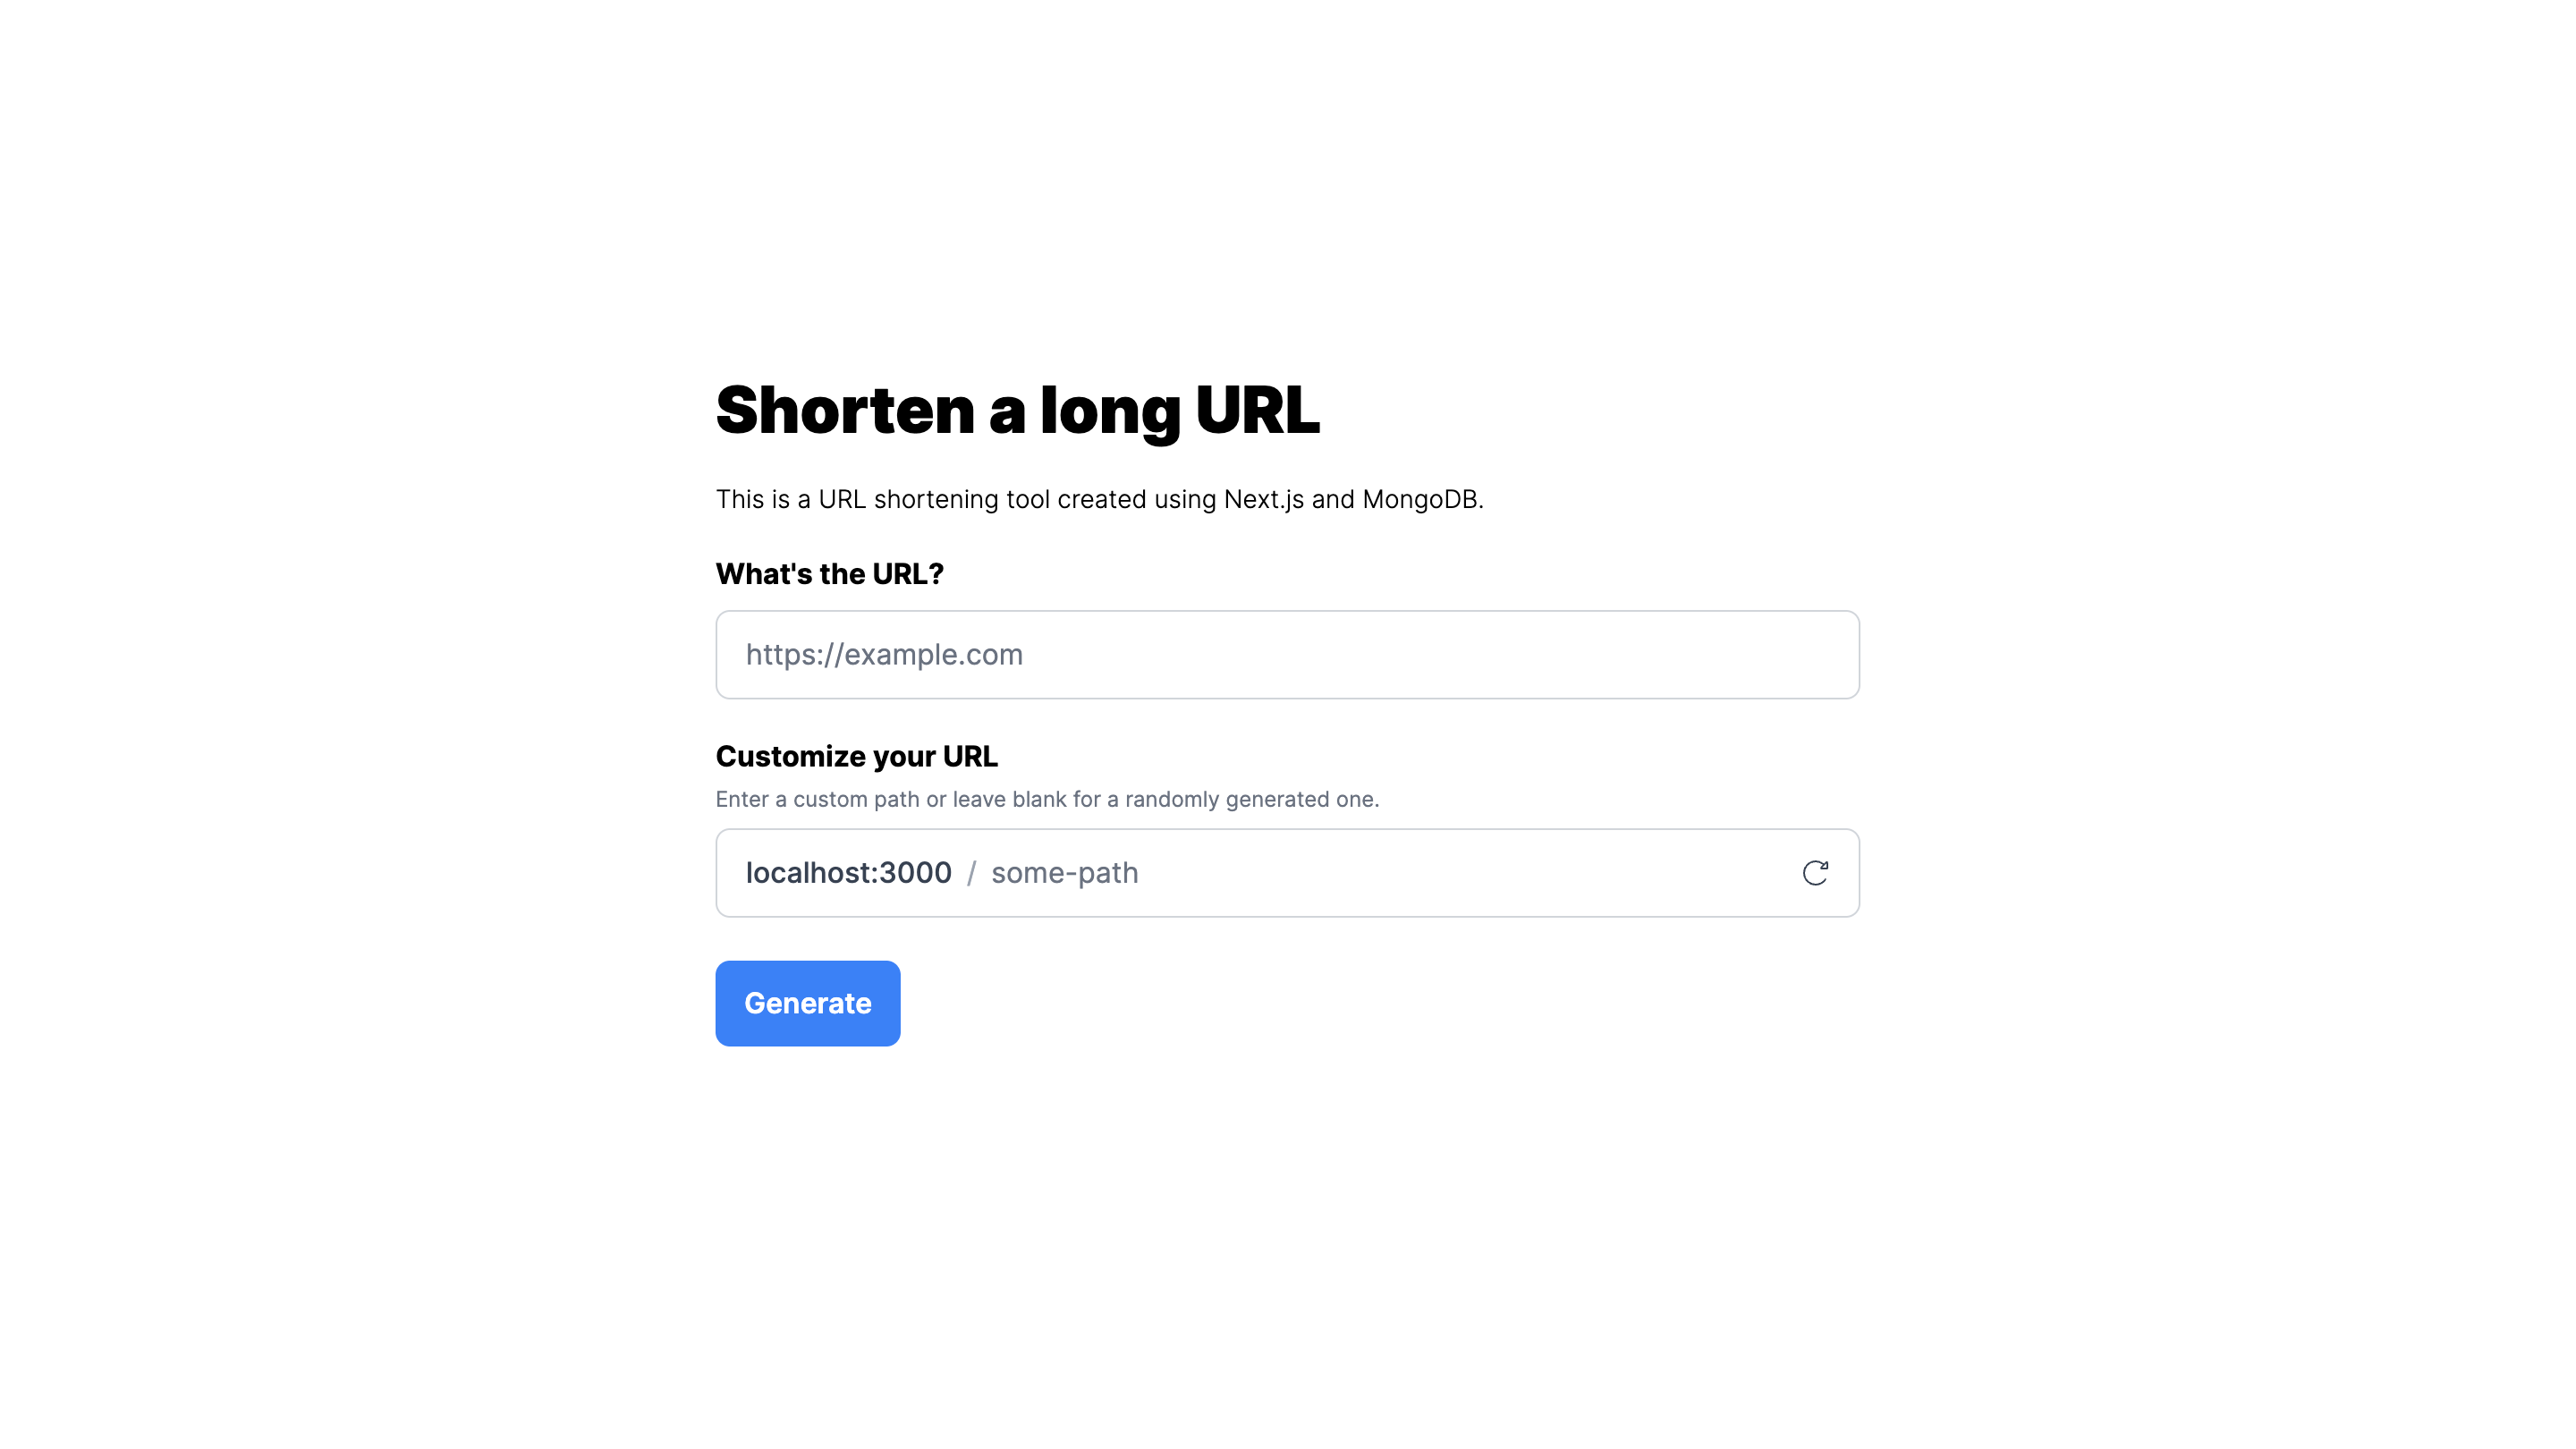 Shorten a long URL
This is a URL shortening tool created using Next.js and MongoDB.
What's the URL?
https://example.com
Customize your URL
Enter a custom path or leave blank for a randomly generated one.
localhost:3000 / some-path
Generate